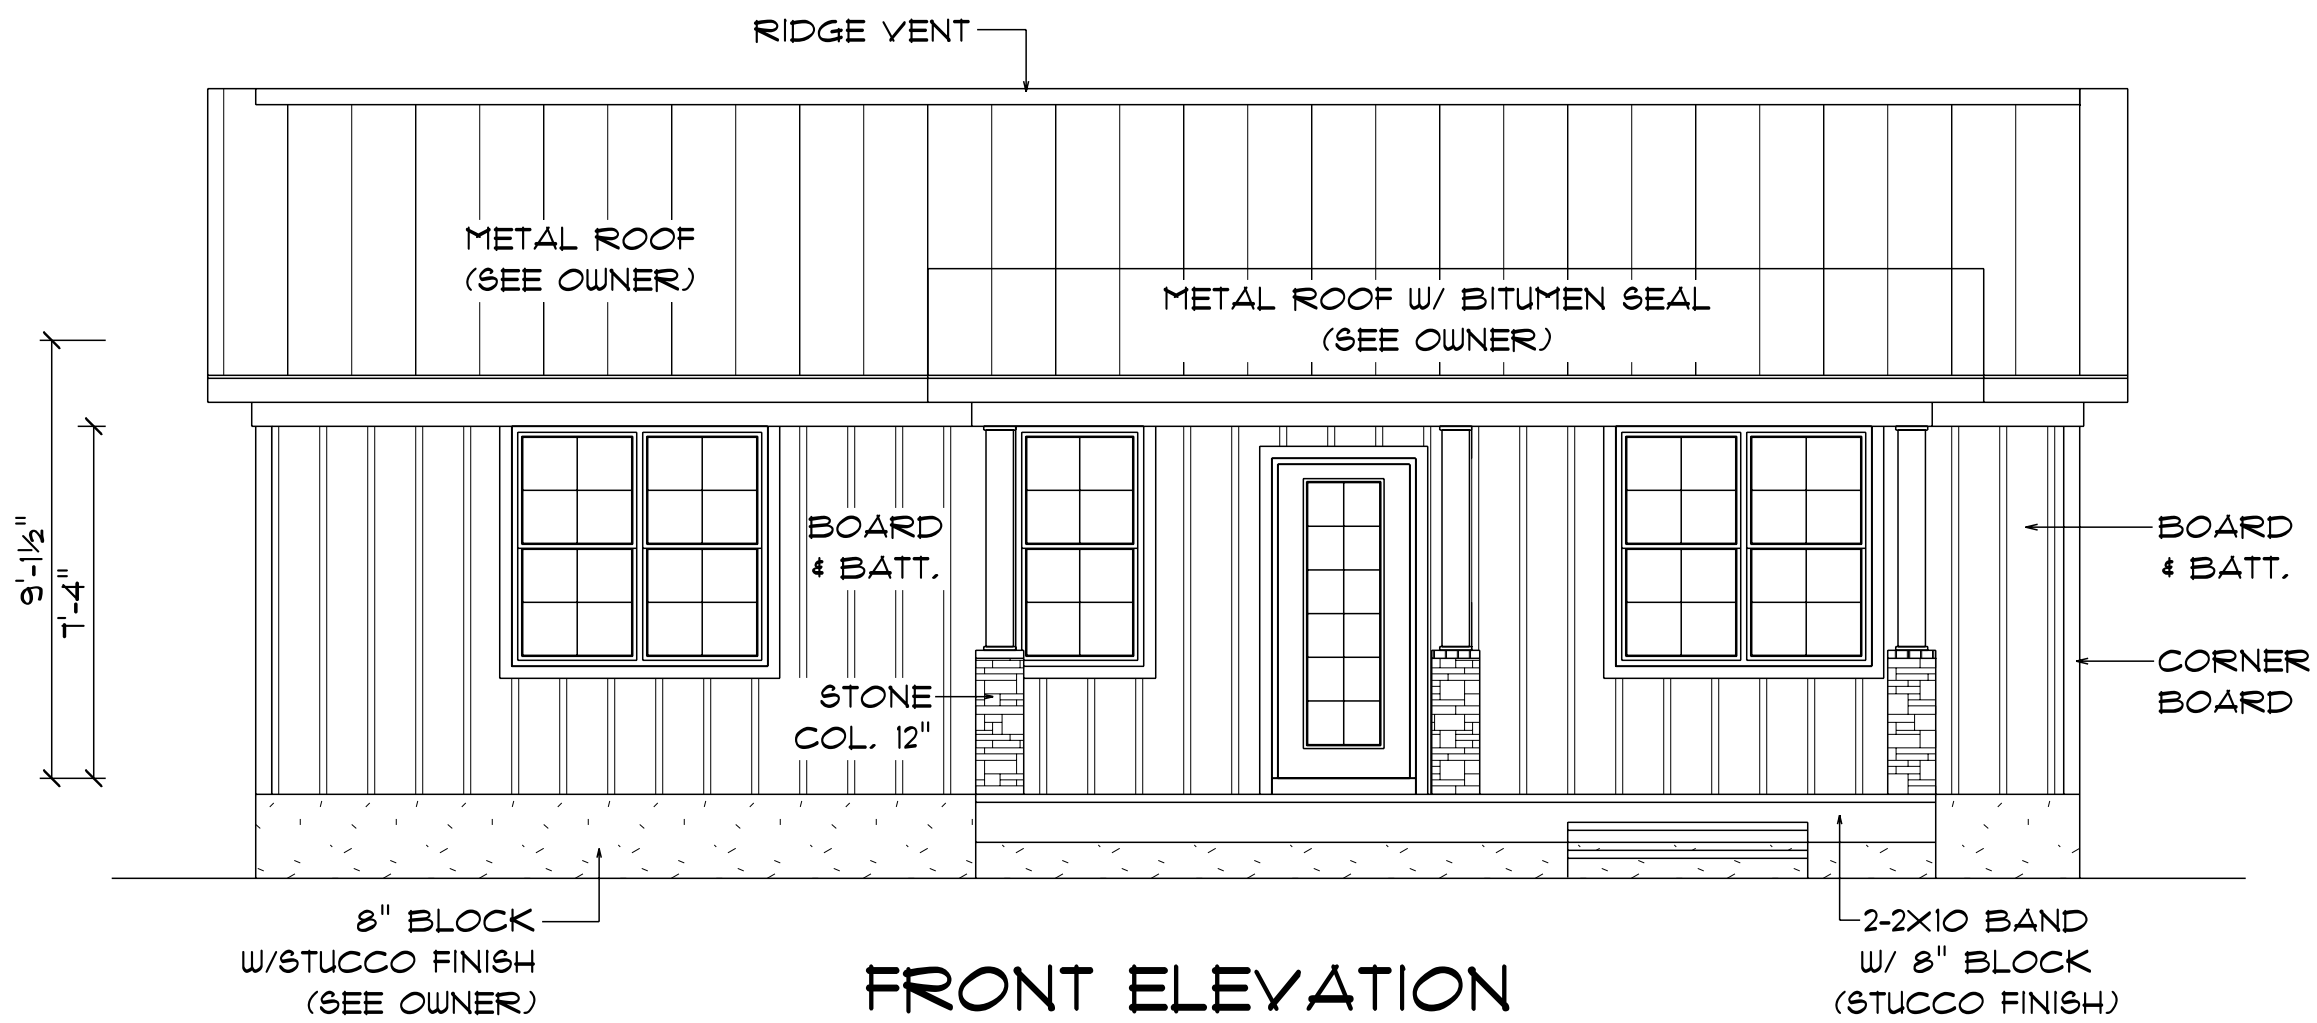 RIDGE VENT
METAL ROOF
(SEE OWNER)
METAL ROOF W/ BITUMEN SEAL
(SEE OWNER)
9'-1½"
7'-4"
BOARD
& BATT.
STONE
COL. 12"
BOARD
& BATT.
CORNER
BOARD
8" BLOCK
W/STUCCO FINISH
(SEE OWNER)
FRONT ELEVATION
2-2X10 BAND
W/ 8" BLOCK
(STUCCO FINISH)